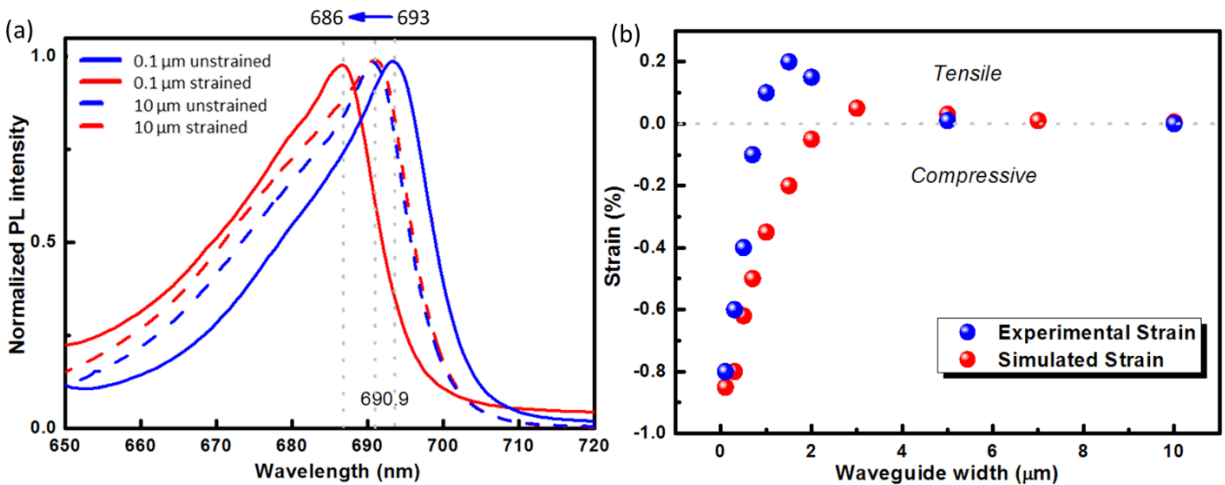 686 693
(a)
0.1 μm unstrained
0.1 μm strained
10 μm unstrained
10 μm strained
Normalized PL intensity
1.0
0.5
0.0
690.9
650 660 670 680 690 700 710 720
Wavelength (nm)
(b)
Strain (%)
0.2
0.0
-0.2
-0.4
-0.6
-0.8
-1.0
Tensile
Compressive
Experimental Strain
Simulated Strain
0 2 4 6 8 10
Waveguide width (μm)